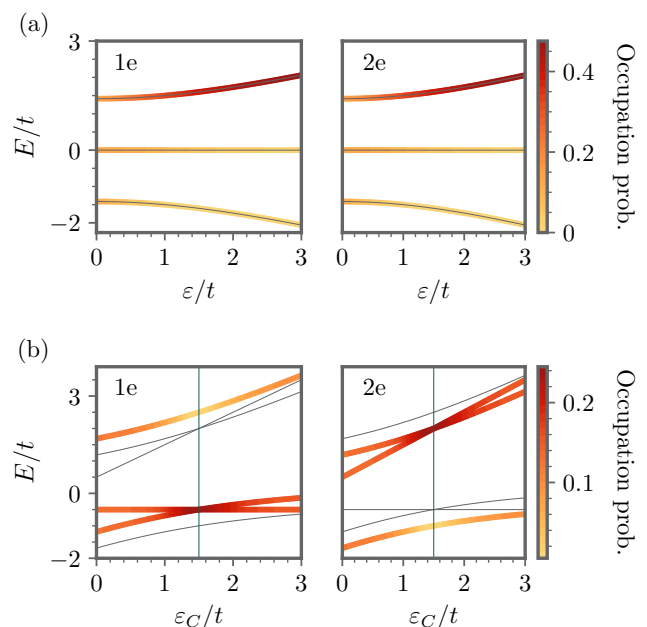 (a)
3
0
−2
E/t
1e
0 1 2 3
ε/t
2e
0 1 2 3
ε/t
0.4
0.2
0
Occupation prob.
(b)
3
0
−2
E/t
1e
0 1 2 3
ε_C/t
2e
0 1 2 3
ε_C/t
0.2
0.1
Occupation prob.